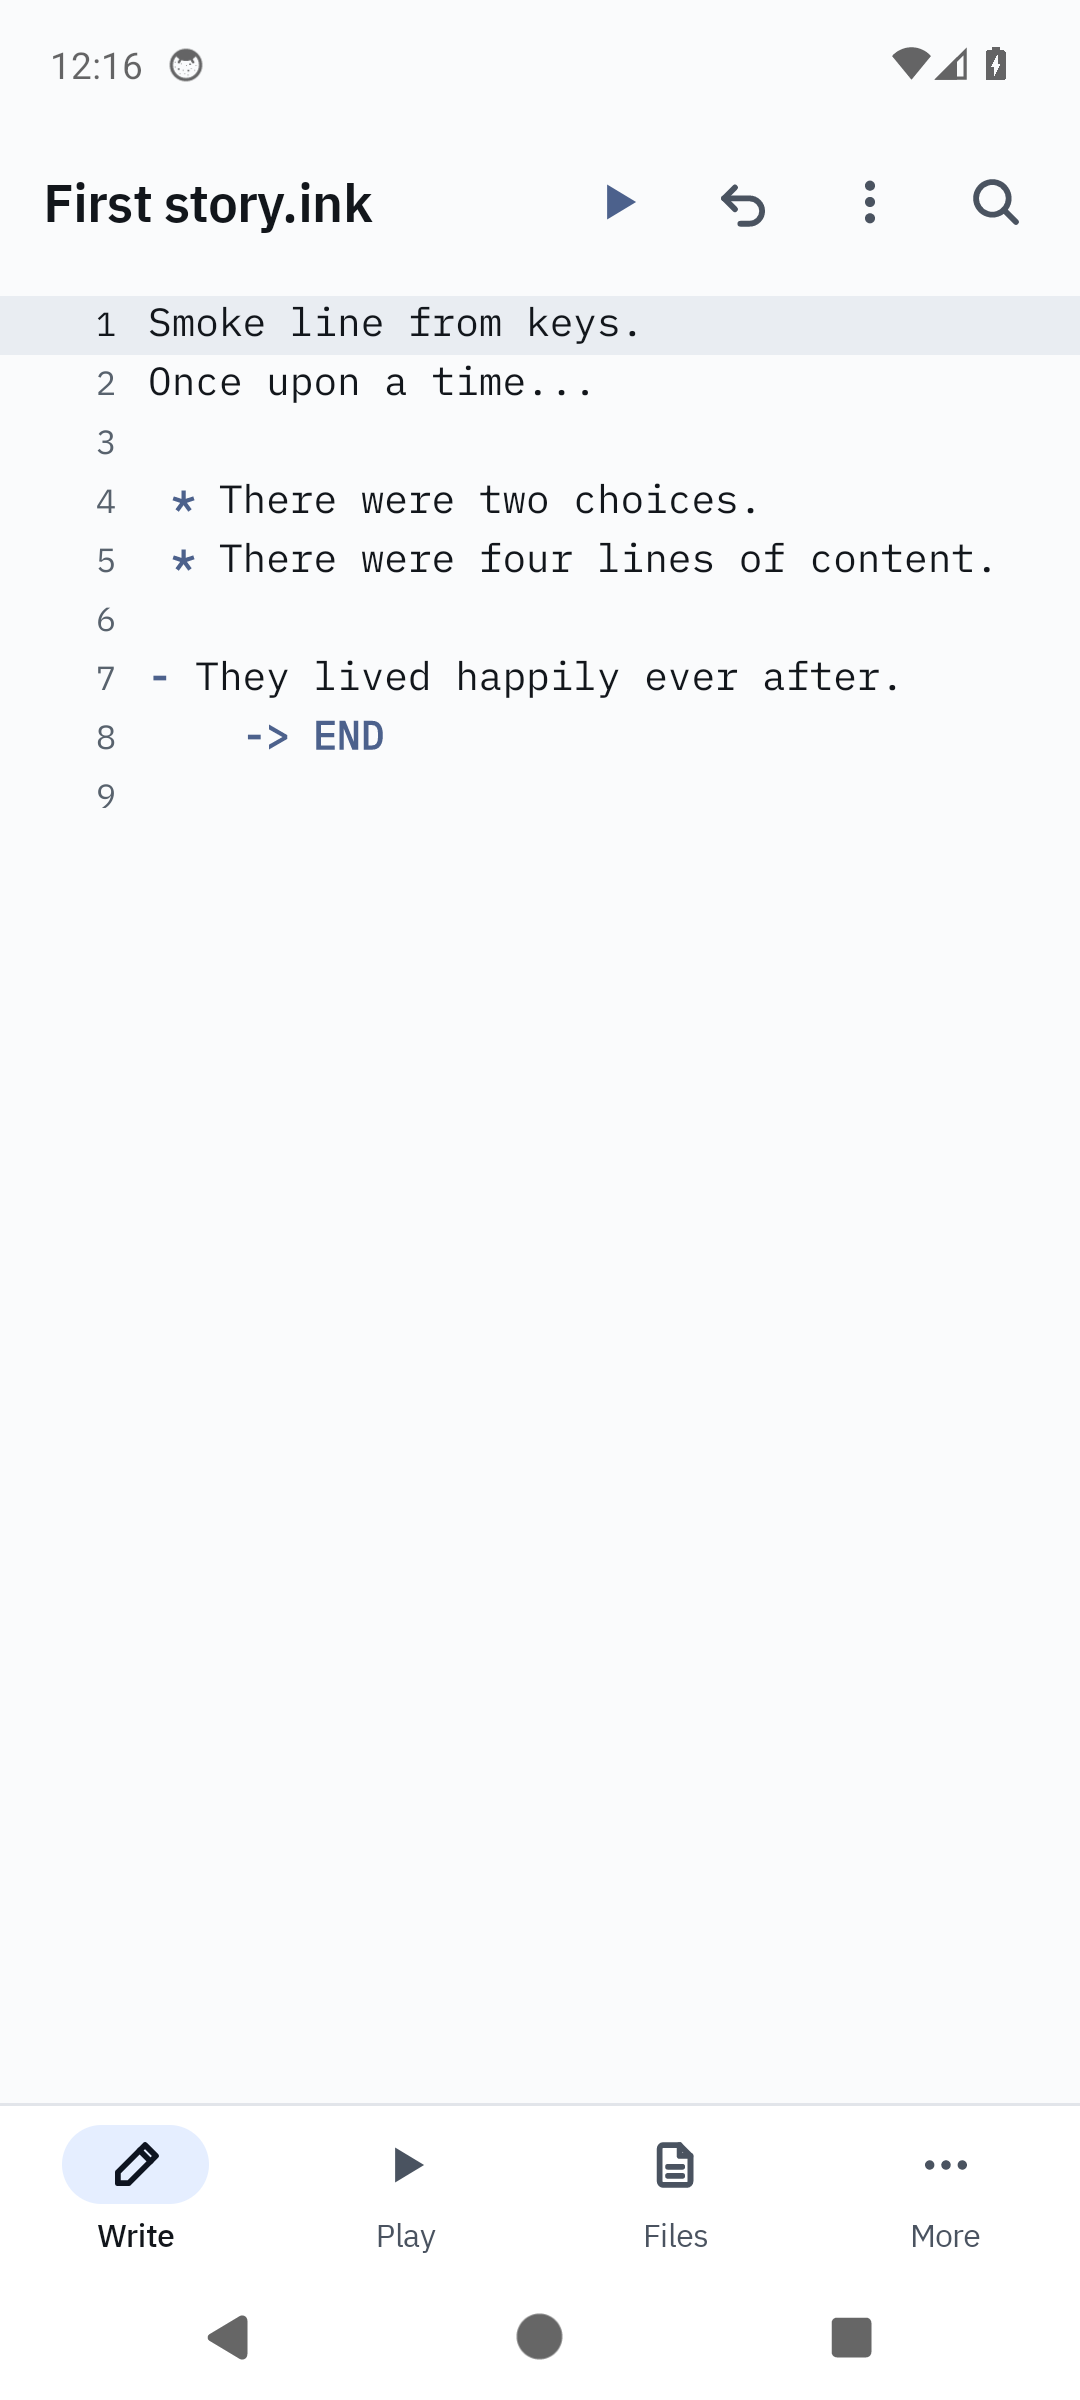 12:16
First story.ink
1 Smoke line from keys.
2 Once upon a time...
3
4  * There were two choices.
5  * There were four lines of content.
6
7 - They lived happily ever after.
8     -> END
9
Write Play Files More